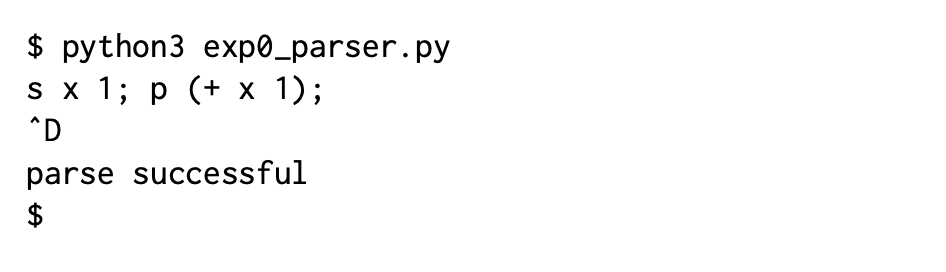 $ python3 exp0_parser.py
s x 1; p (+ x 1);
^D
parse successful
$